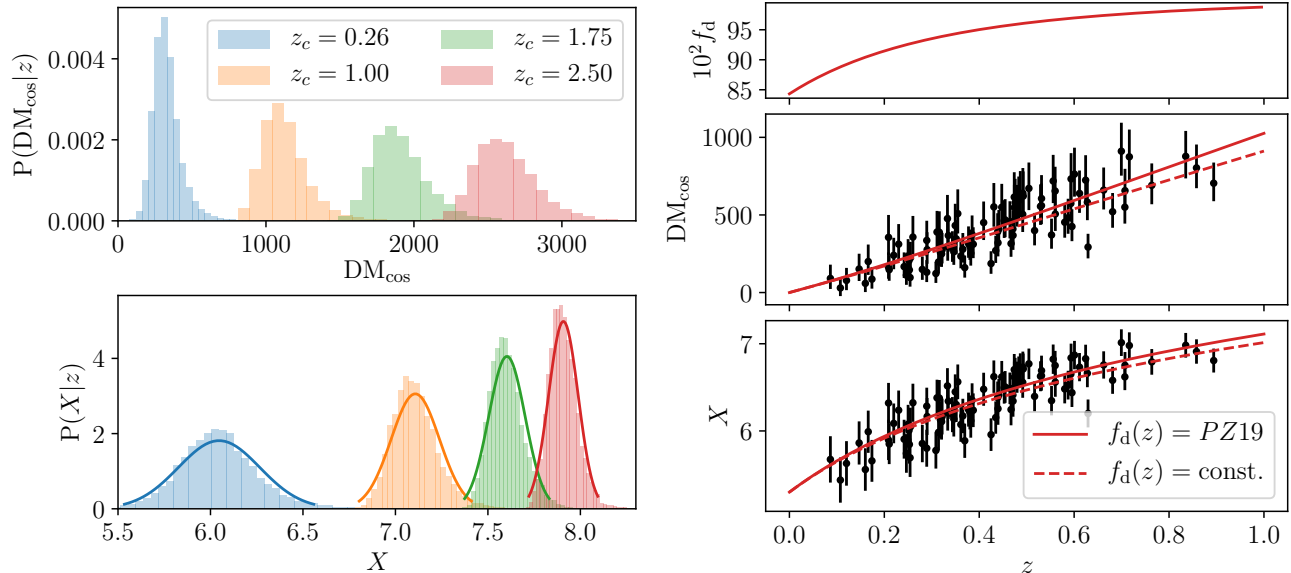 P(DM_cos|z)
0.004
0.002
0.000
z_c = 0.26
z_c = 1.00
z_c = 1.75
z_c = 2.50
0 1000 2000 3000
DM_cos
P(X|z)
4
2
0
5.5 6.0 6.5 7.0 7.5 8.0
X
10^2 f_d
95
90
85
DM_cos
1000
500
0
X
7
6
f_d(z) = PZ19
f_d(z) = const.
0.0 0.2 0.4 0.6 0.8 1.0
z